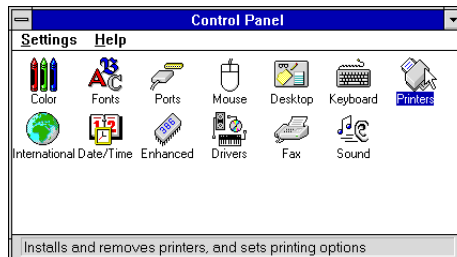 Control Panel
Settings Help
Color Fonts Ports Mouse Desktop Keyboard Printers
386
International Date/Time Enhanced Drivers Fax Sound
Installs and removes printers, and sets printing options